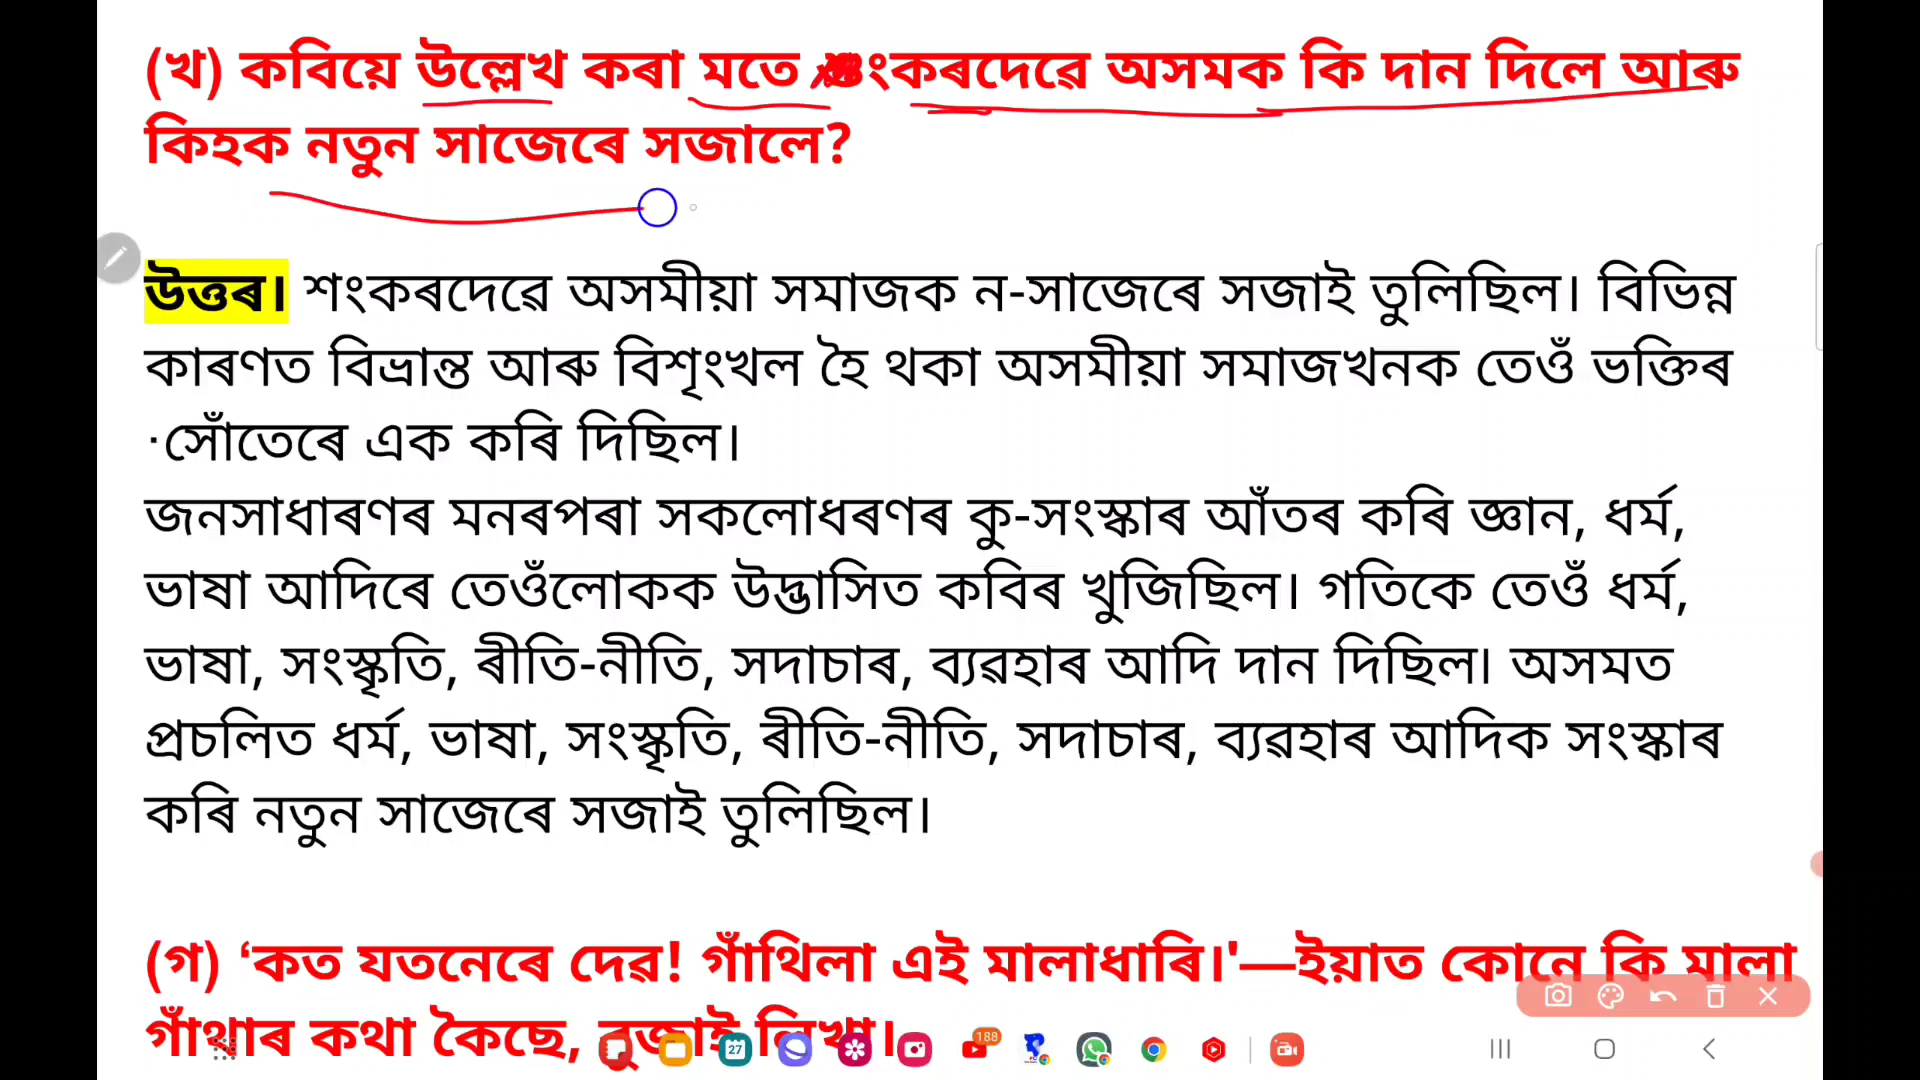 (খ) কবিয়ে উল্লেখ কৰা মতে শংকৰদেৱে অসমক কি দান দিলে আৰু
কিহক নতুন সাজেৰে সজালে?
উত্তৰ। শংকৰদেৱে অসমীয়া সমাজক ন-সাজেৰে সজাই তুলিছিল। বিভিন্ন
কাৰণত বিভ্ৰান্ত আৰু বিশৃংখল হৈ থকা অসমীয়া সমাজখনক তেওঁ ভক্তিৰ
·সোঁতেৰে এক কৰি দিছিল।
জনসাধাৰণৰ মনৰপৰা সকলোধৰণৰ কু-সংস্কাৰ আঁতৰ কৰি জ্ঞান, ধৰ্ম,
ভাষা আদিৰে তেওঁলোকক উদ্ভাসিত কবিৰ খুজিছিল। গতিকে তেওঁ ধৰ্ম,
ভাষা, সংস্কৃতি, ৰীতি-নীতি, সদাচাৰ, ব্যৱহাৰ আদি দান দিছিল। অসমত
প্ৰচলিত ধৰ্ম, ভাষা, সংস্কৃতি, ৰীতি-নীতি, সদাচাৰ, ব্যৱহাৰ আদিক সংস্কাৰ
কৰি নতুন সাজেৰে সজাই তুলিছিল।
(গ) ‘কত যতনেৰে দেৱ! গাঁথিলা এই মালাধাৰি।'—ইয়াত কোনে কি মালা
গাঁথাৰ কথা কৈছে, বুজাই লিখা।
27
188